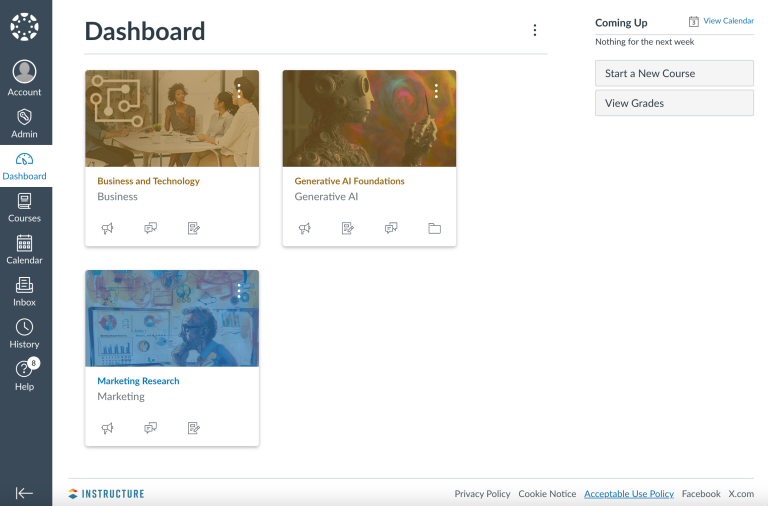 Account
Admin
Dashboard
Courses
Calendar
Inbox
History
8
Help
Dashboard
Business and Technology
Business
Generative AI Foundations
Generative AI
Marketing Research
Marketing
Coming Up
View Calendar
Nothing for the next week
Start a New Course
View Grades
INSTRUCTURE
Privacy Policy Cookie Notice Acceptable Use Policy Facebook X.com